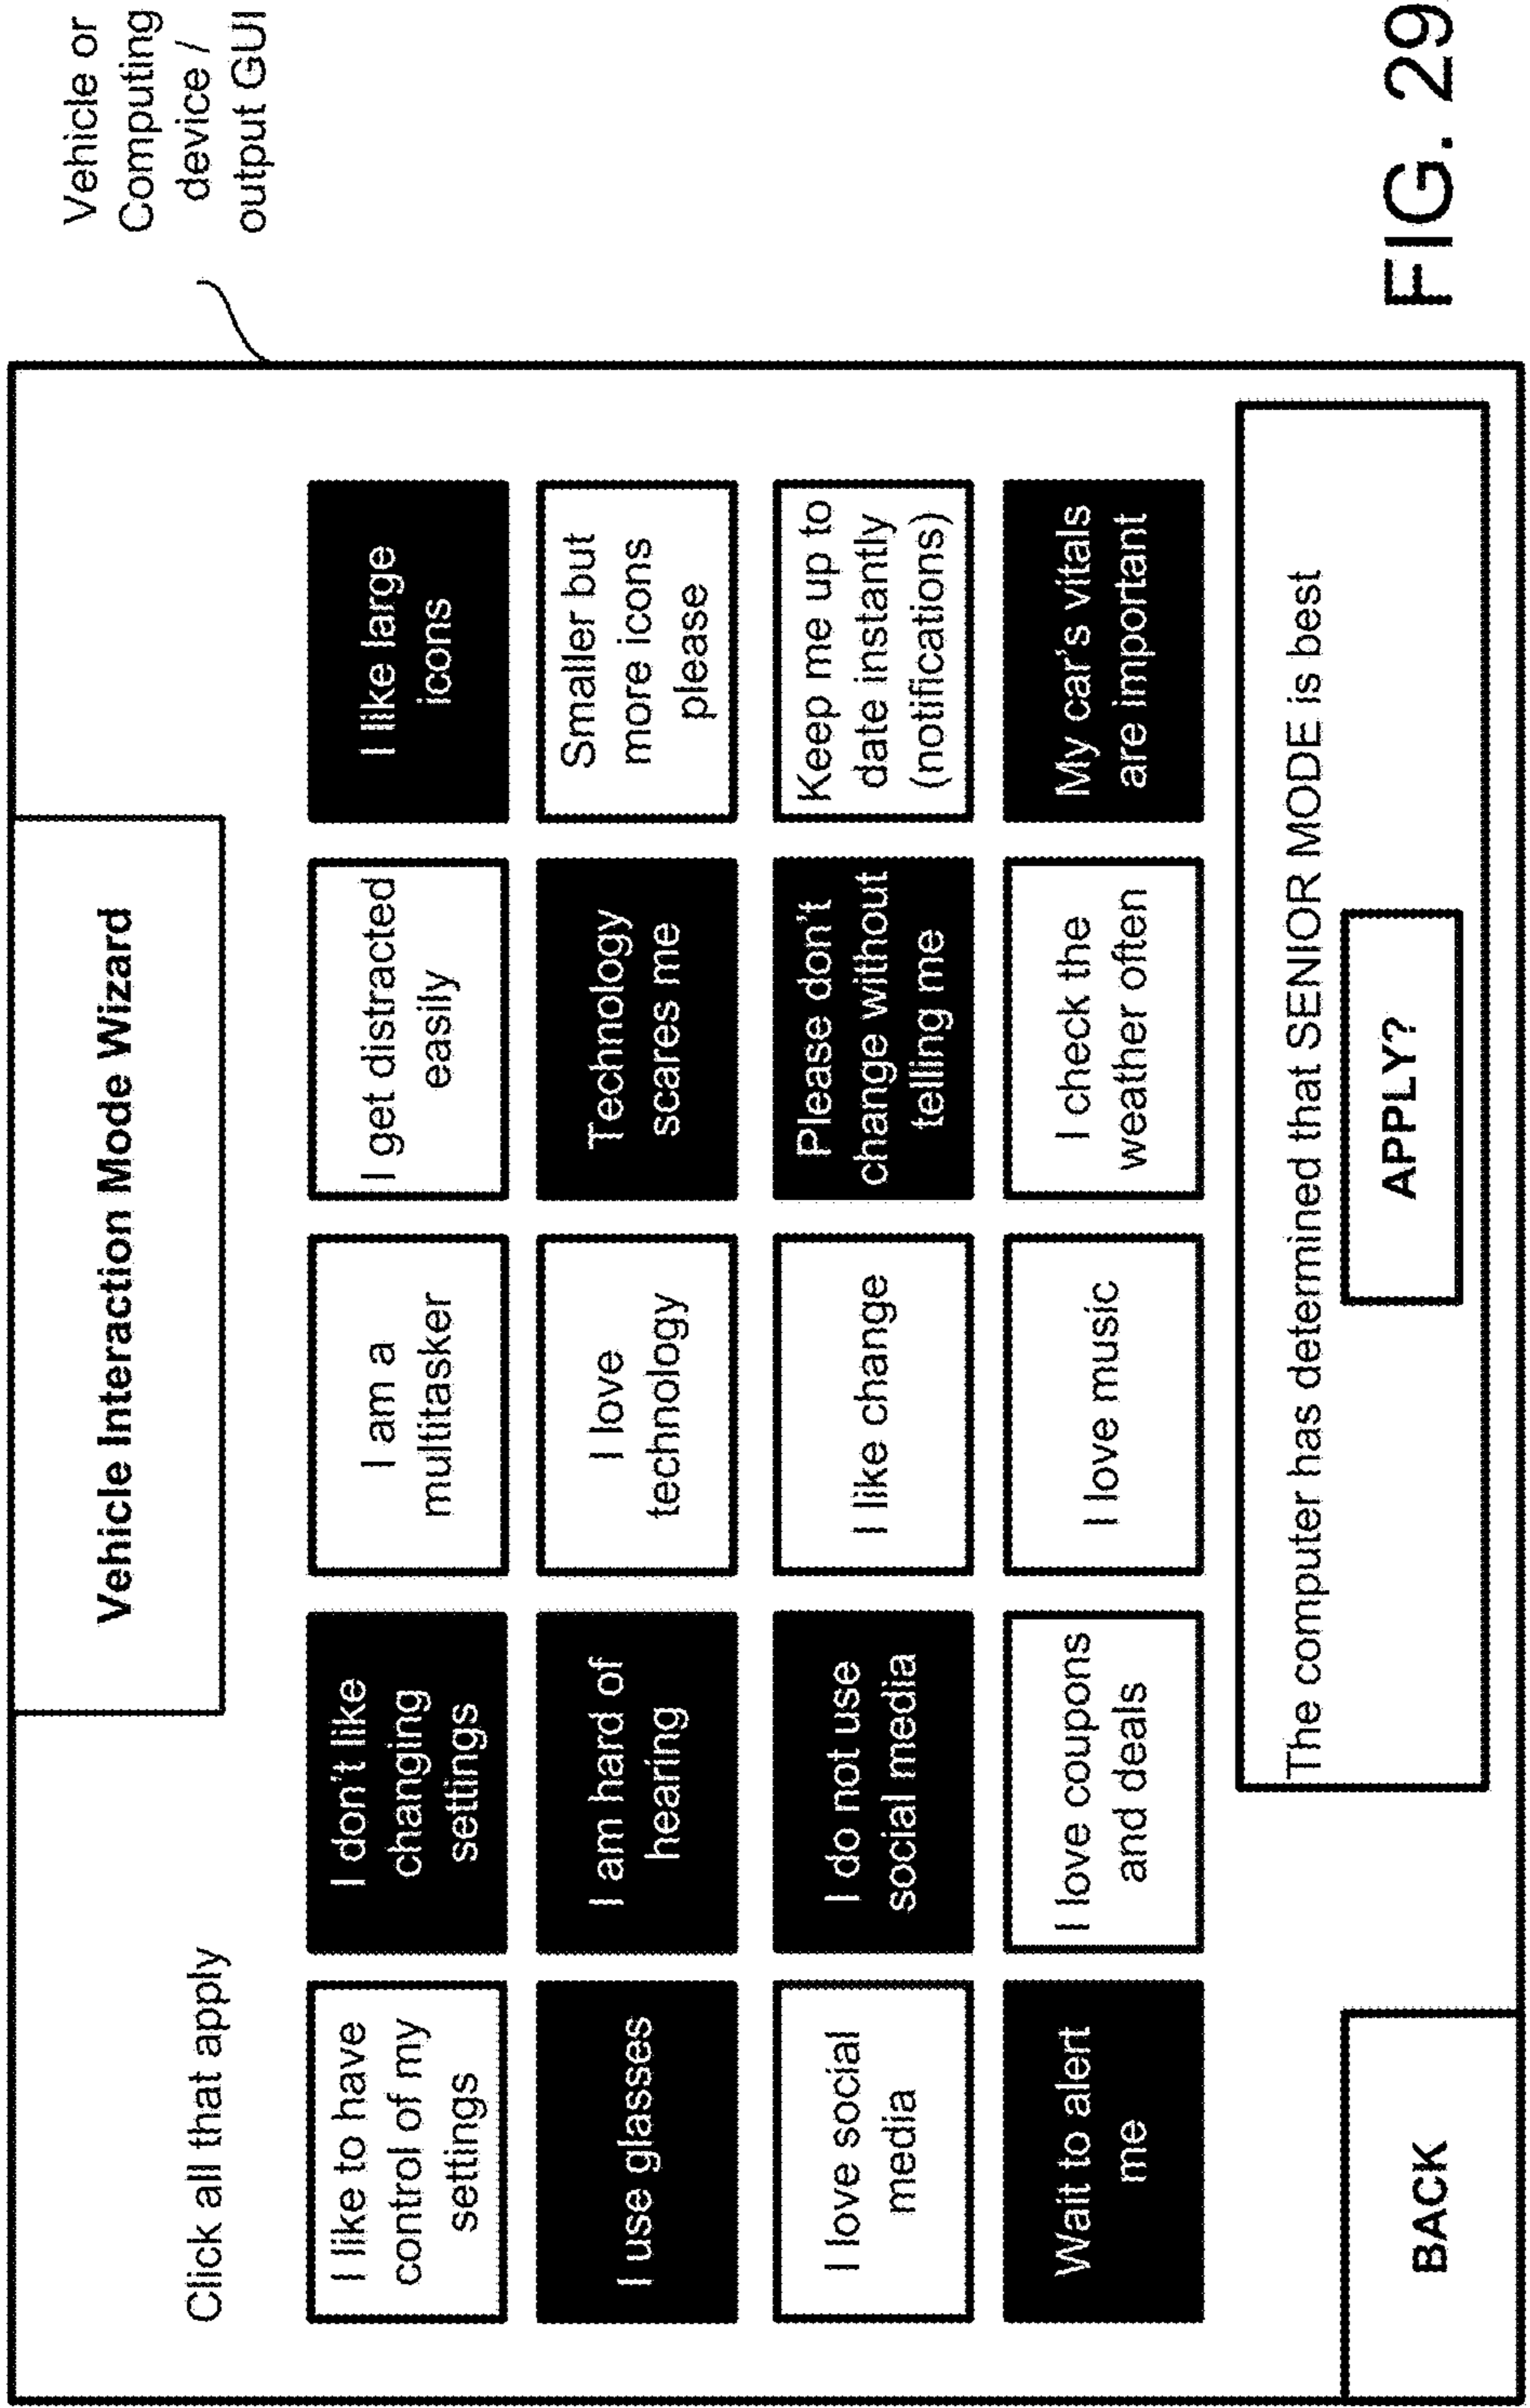 Vehicle Interaction Mode Wizard
Vehicle or
Computing
device /
output GUI
Click all that apply
I like to have
control of my
settings
I don't like
changing
settings
I am a
multitasker
I get distracted
easily
I like large
icons
I use glasses
I am hard of
hearing
I love
technology
Technology
scares me
Smaller but
more icons
please
I love social
media
I do not use
social media
I like change
Please don't
change without
telling me
Keep me up to
date instantly
(notifications)
Wait to alert
me
I love coupons
and deals
I love music
I check the
weather often
My car's vitals
are important
The computer has determined that SENIOR MODE is best
APPLY?
BACK
FIG. 29